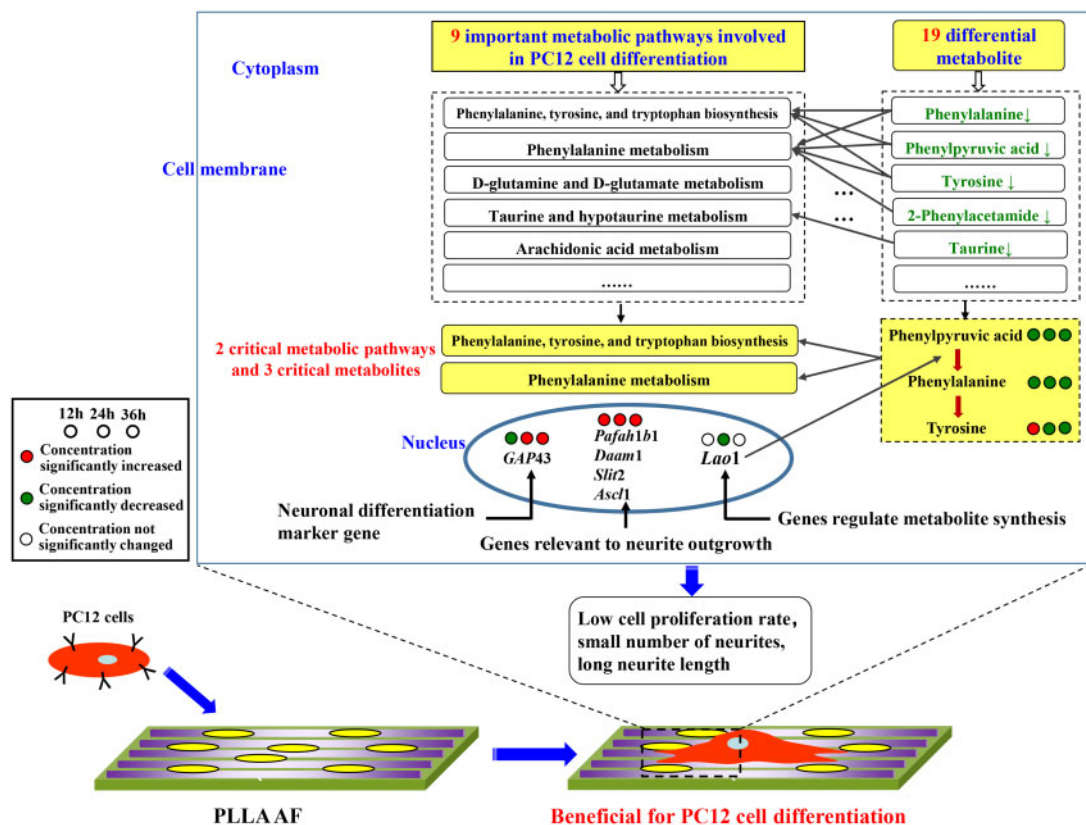 9 important metabolic pathways involved
in PC12 cell differentiation
19 differential
metabolite
Cytoplasm
Cell membrane
Phenylalanine, tyrosine, and tryptophan biosynthesis
Phenylalanine metabolism
D-glutamine and D-glutamate metabolism
Taurine and hypotaurine metabolism
Arachidonic acid metabolism
......
...
...
Phenylalanine↓
Phenylpyruvic acid ↓
Tyrosine ↓
2-Phenylacetamide ↓
Taurine↓
......
2 critical metabolic pathways
and 3 critical metabolites
Phenylalanine, tyrosine, and tryptophan biosynthesis
Phenylalanine metabolism
Phenylpyruvic acid
Phenylalanine
Tyrosine
12h 24h 36h
Concentration
significantly increased
Concentration
significantly decreased
Concentration not
significantly changed
Nucleus
GAP43
Pafah1b1
Daam1
Slit2
Ascl1
Lao1
Neuronal differentiation
marker gene
Genes relevant to neurite outgrowth
Genes regulate metabolite synthesis
Low cell proliferation rate,
small number of neurites,
long neurite length
PC12 cells
PLLA AF
Beneficial for PC12 cell differentiation